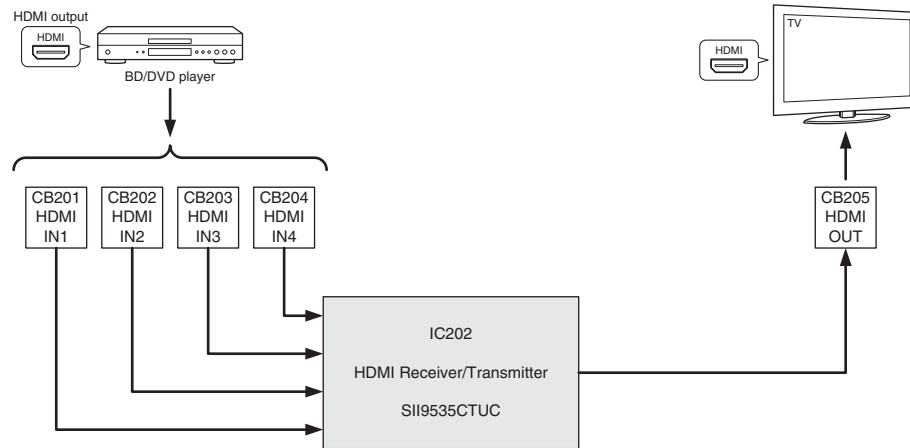 HDMI output
HDMI
BD/DVD player
HDMI
TV
CB201
HDMI
IN1
CB202
HDMI
IN2
CB203
HDMI
IN3
CB204
HDMI
IN4
CB205
HDMI
OUT
IC202
HDMI Receiver/Transmitter
SII9535CTUC